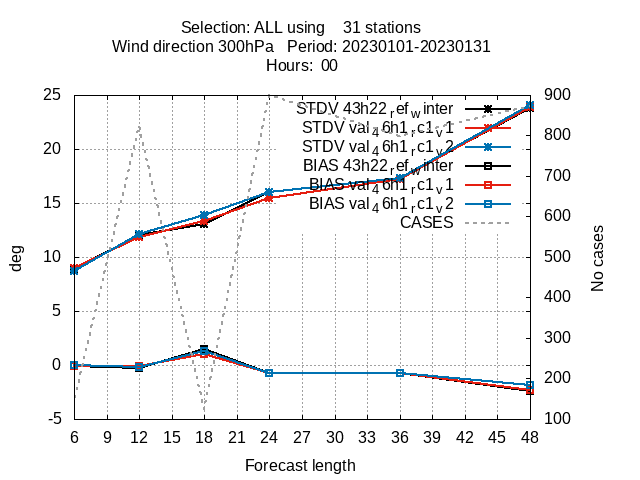 Selection: ALL using    31 stations
Wind direction 300hPa   Period: 20230101-20230131
Hours:  00
25
20
15
10
5
0
-5
deg
STDV 43h22_ref_winter
STDV val_46h1_rc1_v1
STDV val_46h1_rc1_v2
BIAS 43h22_ref_winter
BIAS val_46h1_rc1_v1
BIAS val_46h1_rc1_v2
CASES
900
800
700
600
500
400
300
200
100
No cases
6 9 12 15 18 21 24 27 30 33 36 39 42 45 48
Forecast length